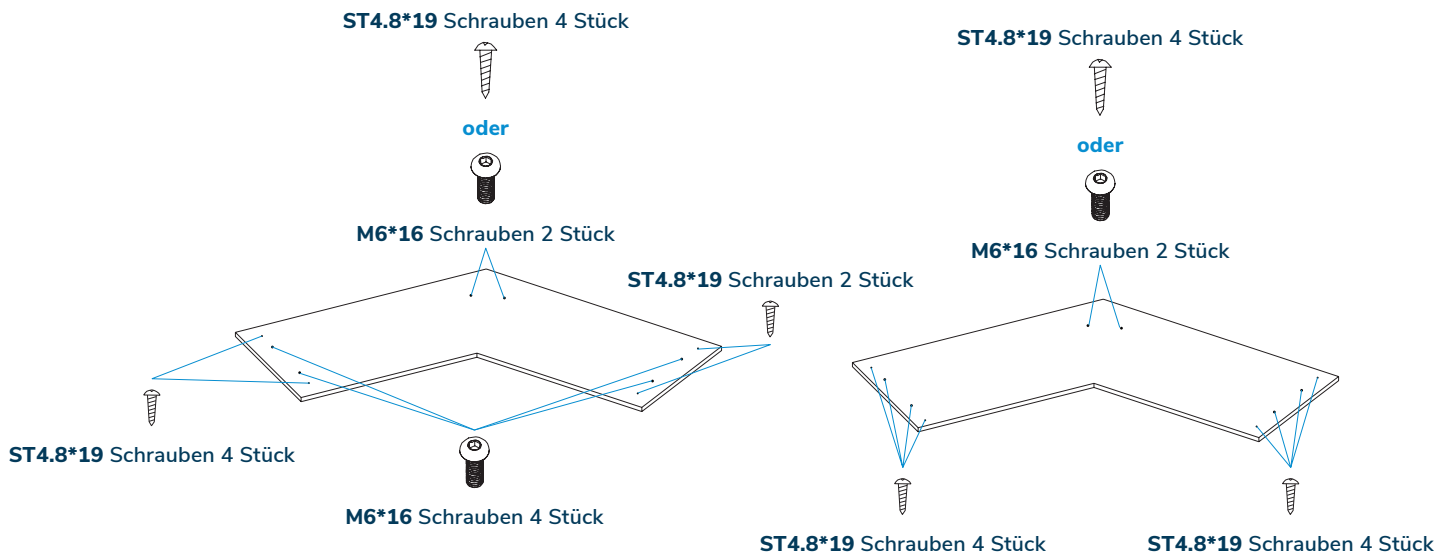 ST4.8*19 Schrauben 4 Stück
oder
M6*16 Schrauben 2 Stück
ST4.8*19 Schrauben 2 Stück
ST4.8*19 Schrauben 4 Stück
M6*16 Schrauben 4 Stück
ST4.8*19 Schrauben 4 Stück
oder
M6*16 Schrauben 2 Stück
ST4.8*19 Schrauben 4 Stück
ST4.8*19 Schrauben 4 Stück